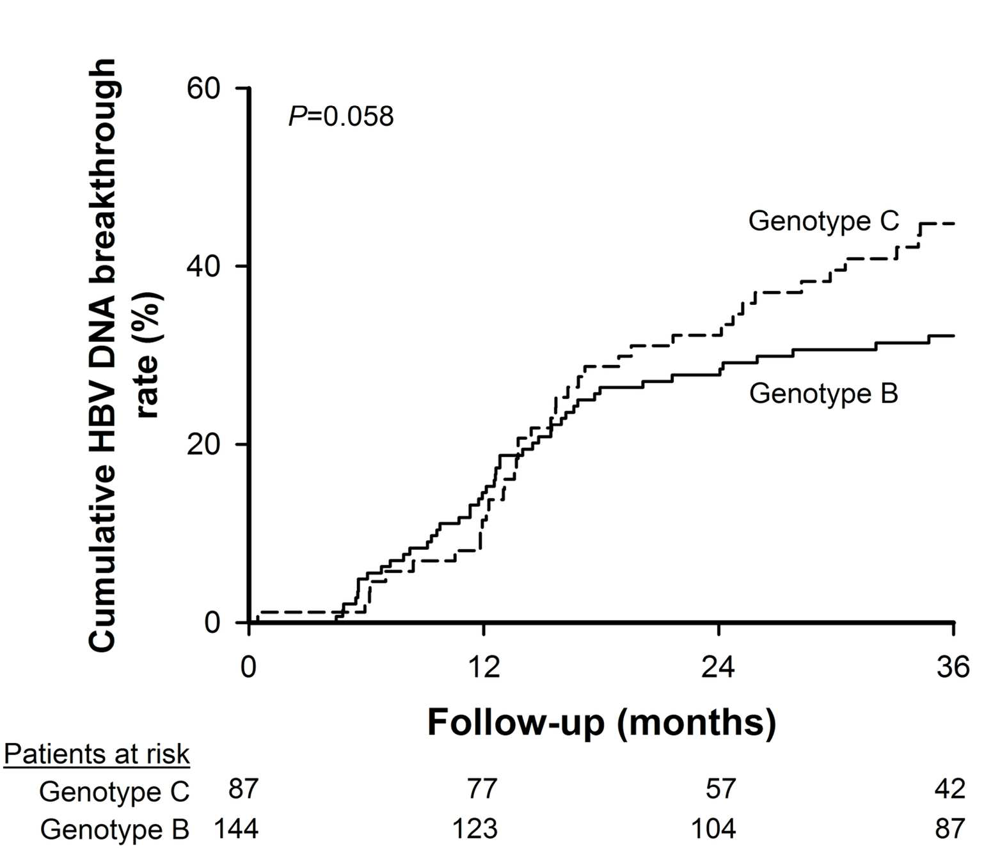 Cumulative HBV DNA breakthrough
rate (%)
60
40
20
0
P=0.058
Genotype C
Genotype B
0 12 24 36
Follow-up (months)
Patients at risk
Genotype C 87 77 57 42
Genotype B 144 123 104 87